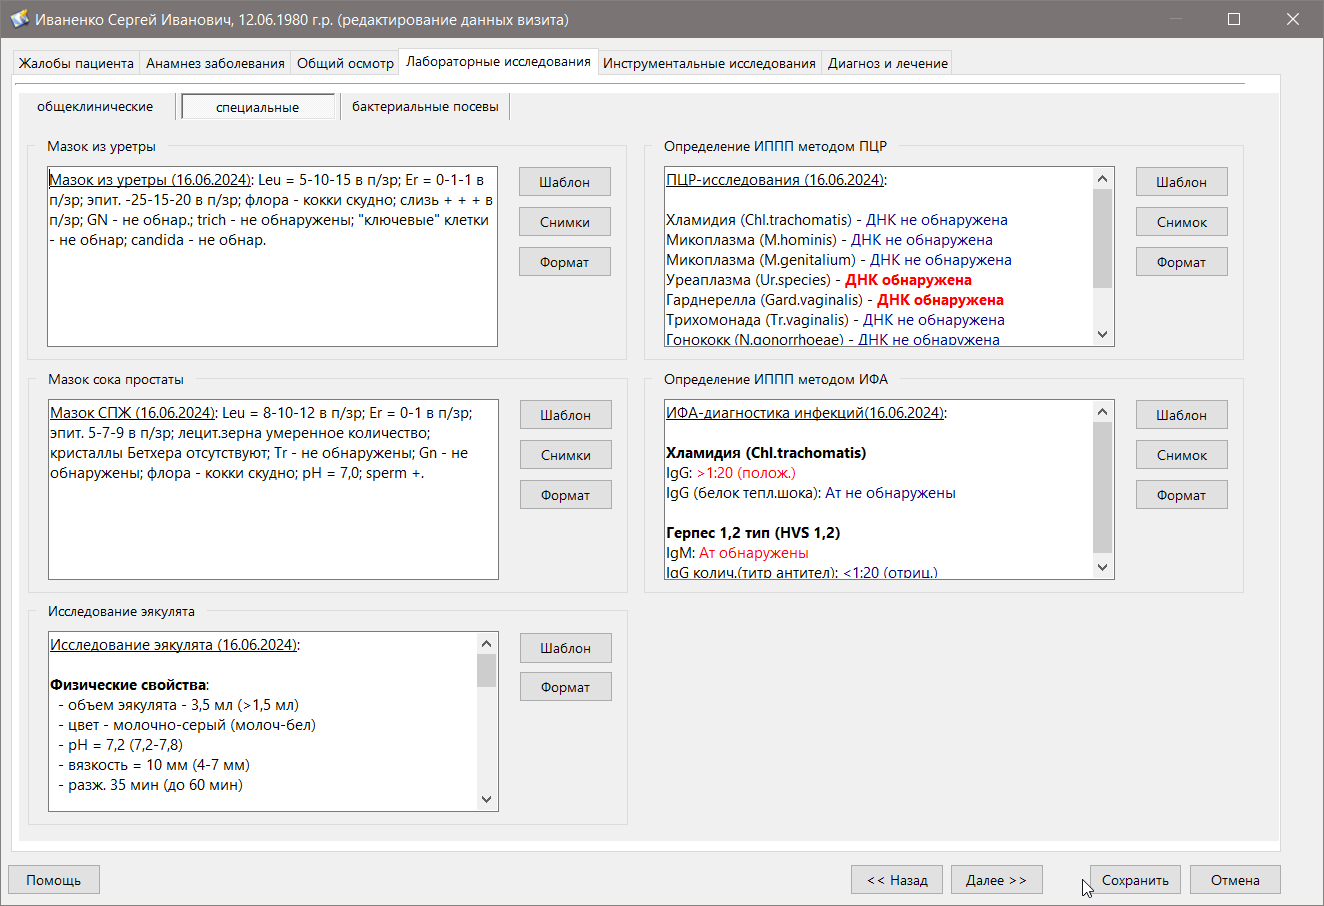 Иваненко Сергей Иванович, 12.06.1980 г.р. (редактирование данных визита)
Жалобы пациента
Анамнез заболевания
Общий осмотр
Лабораторные исследования
Инструментальные исследования
Диагноз и лечение
общеклинические
специальные
бактериальные посевы
Мазок из уретры
Мазок из уретры (16.06.2024): Leu = 5-10-15 в п/зр; Er = 0-1-1 в
п/зр; эпит. -25-15-20 в п/зр; флора - кокки скудно; слизь + + + в
п/зр; GN - не обнар.; trich - не обнаружены; "ключевые" клетки
- не обнар; candida - не обнар.
Шаблон
Снимки
Формат
Определение ИППП методом ПЦР
ПЦР-исследования (16.06.2024):
Хламидия (Chl.trachomatis) - ДНК не обнаружена
Микоплазма (M.hominis) - ДНК не обнаружена
Микоплазма (M.genitalium) - ДНК не обнаружена
Уреаплазма (Ur.species) - ДНК обнаружена
Гарднерелла (Gard.vaginalis) - ДНК обнаружена
Трихомонада (Tr.vaginalis) - ДНК не обнаружена
Гонококк (N.gonorrhoeae) - ДНК не обнаружена
Шаблон
Снимок
Формат
Мазок сока простаты
Мазок СПЖ (16.06.2024): Leu = 8-10-12 в п/зр; Er = 0-1 в п/зр;
эпит. 5-7-9 в п/зр; лецит.зерна умеренное количество;
кристаллы Бетхера отсутствуют; Tr - не обнаружены; Gn - не
обнаружены; флора - кокки скудно; pH = 7,0; sperm +.
Шаблон
Снимки
Формат
Определение ИППП методом ИФА
ИФА-диагностика инфекций(16.06.2024):
Хламидия (Chl.trachomatis)
IgG: >1:20 (полож.)
IgG (белок тепл.шока): Ат не обнаружены
Герпес 1,2 тип (HVS 1,2)
IgM: Ат обнаружены
IgG колич.(титр антител): <1:20 (отриц.)
Шаблон
Снимок
Формат
Исследование эякулята
Исследование эякулята (16.06.2024):
Физические свойства:
- объем эякулята - 3,5 мл (>1,5 мл)
- цвет - молочно-серый (молоч-бел)
- pH = 7,2 (7,2-7,8)
- вязкость = 10 мм (4-7 мм)
- разж. 35 мин (до 60 мин)
Шаблон
Формат
Помощь
<< Назад
Далее >>
Сохранить
Отмена